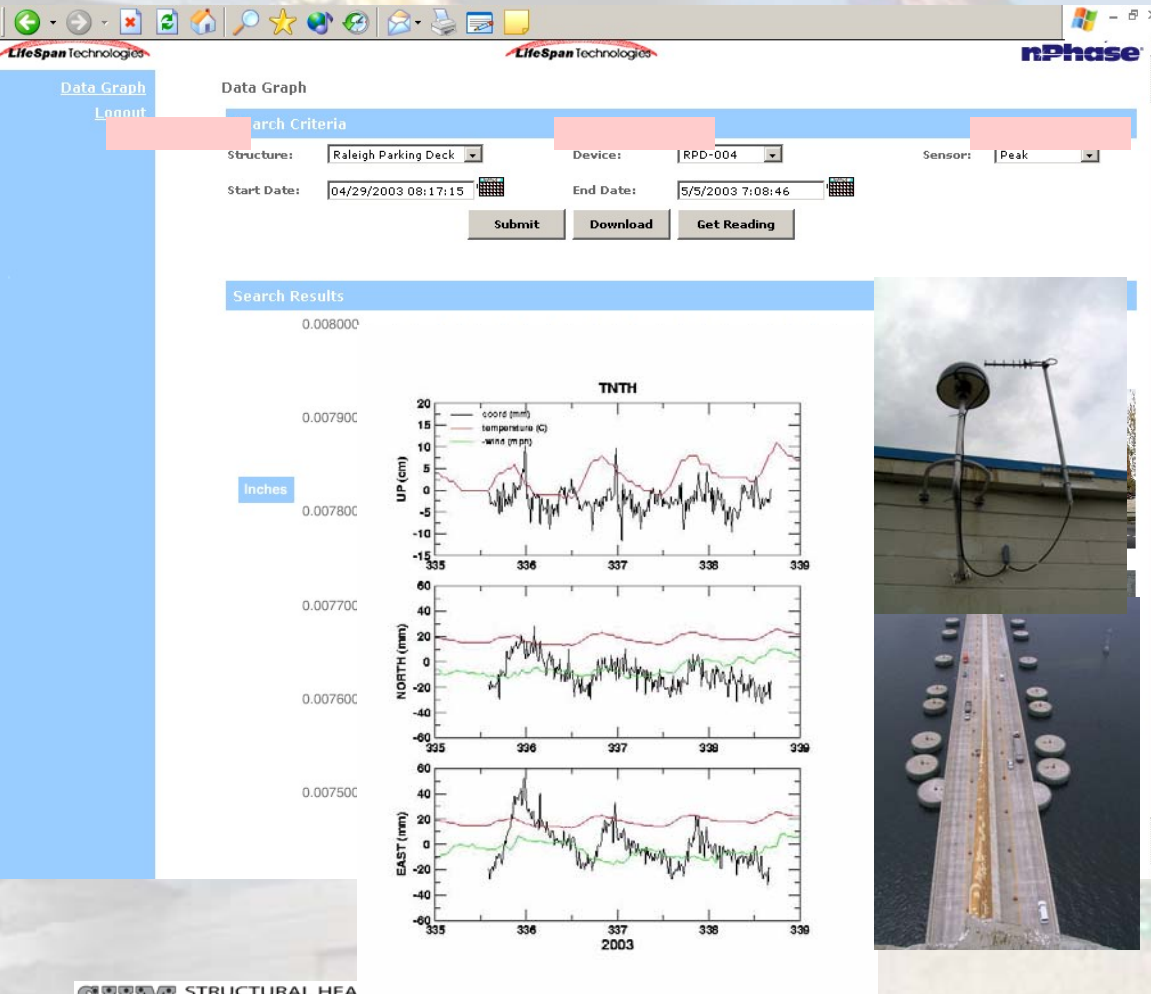 LifeSpan Technologies
LifeSpan Technologies
nPhase
Data Graph
Logout
Data Graph
arch Criteria
Structure: Raleigh Parking Deck
Device: RPD-004
Sensor: Peak
Start Date: 04/29/2003 08:17:15
End Date: 5/5/2003 7:08:46
Submit
Download
Get Reading
Search Results
0.008000
0.007900
0.007800
0.007700
0.007600
0.007500
Inches
TNTH
coord (mm)
temperature (C)
-wind (mph)
UP (cm)
20
15
10
5
0
-5
-10
-15
335 336 337 338 339
NORTH (mm)
60
40
20
0
-20
-40
-60
335 336 337 338 339
EAST (mm)
60
40
20
0
-20
-40
-60
335 336 337 338 339
2003
STRUCTURAL HEA